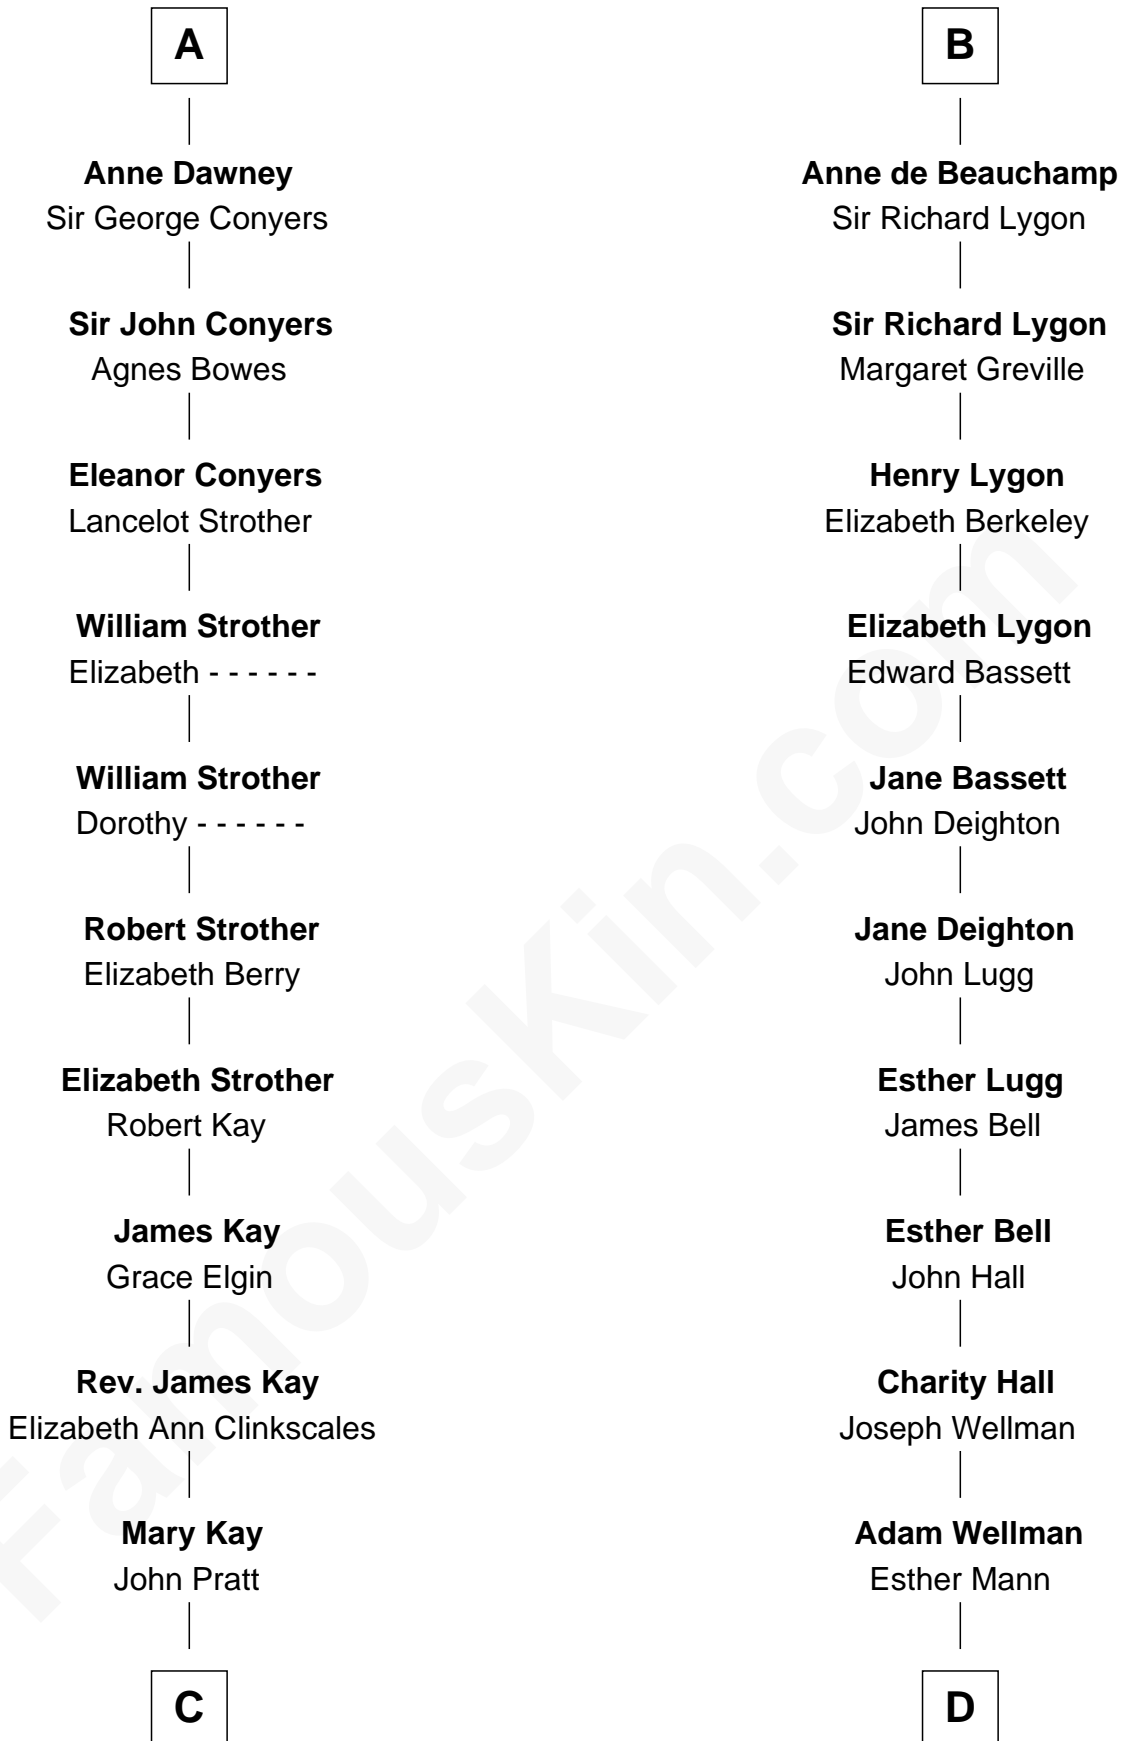 A
Anne Dawney
Sir George Conyers
Sir John Conyers
Agnes Bowes
Eleanor Conyers
Lancelot Strother
William Strother
Elizabeth - - - - - -
William Strother
Dorothy - - - - - -
Robert Strother
Elizabeth Berry
Elizabeth Strother
Robert Kay
James Kay
Grace Elgin
Rev. James Kay
Elizabeth Ann Clinkscales
Mary Kay
John Pratt
C
B
Anne de Beauchamp
Sir Richard Lygon
Sir Richard Lygon
Margaret Greville
Henry Lygon
Elizabeth Berkeley
Elizabeth Lygon
Edward Bassett
Jane Bassett
John Deighton
Jane Deighton
John Lugg
Esther Lugg
James Bell
Esther Bell
John Hall
Charity Hall
Joseph Wellman
Adam Wellman
Esther Mann
D
FamousKin.com